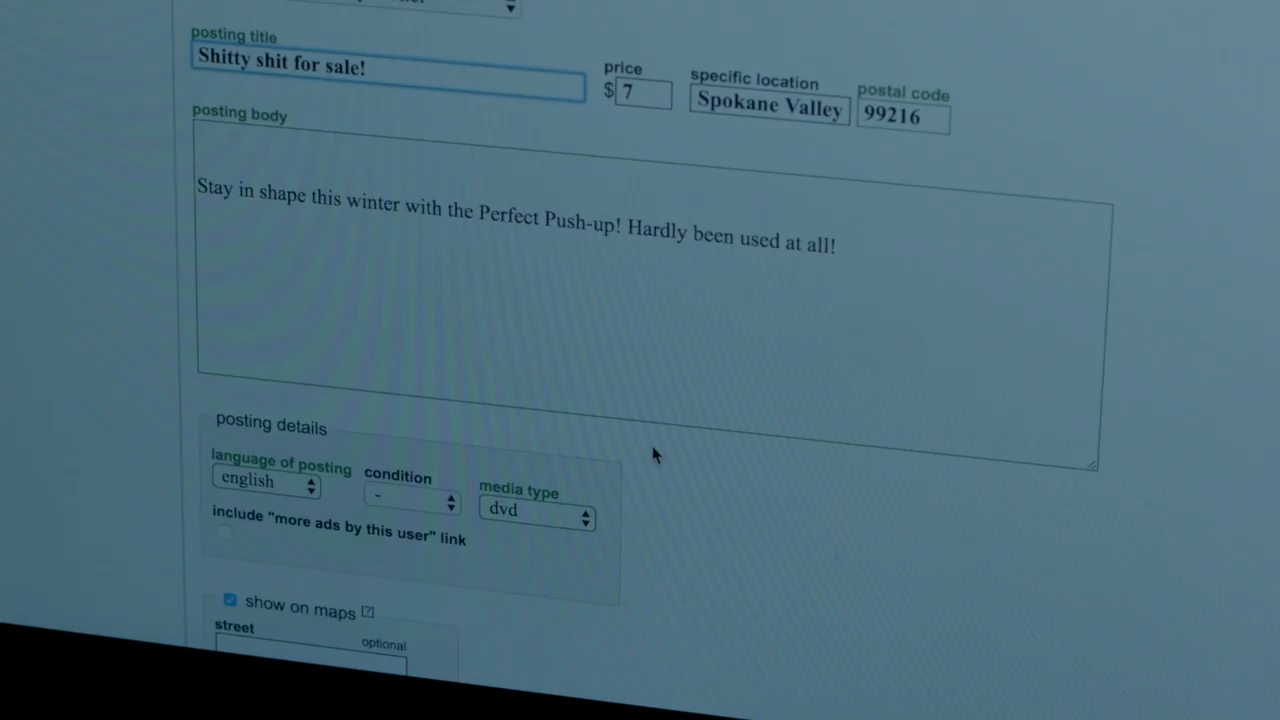 posting title
Shitty shit for sale!
price
$ 7
specific location
Spokane Valley
postal code
99216
posting body
Stay in shape this winter with the Perfect Push-up! Hardly been used at all!
posting details
language of posting
english
condition
-
media type
dvd
include "more ads by this user" link
show on maps [?]
street
optional